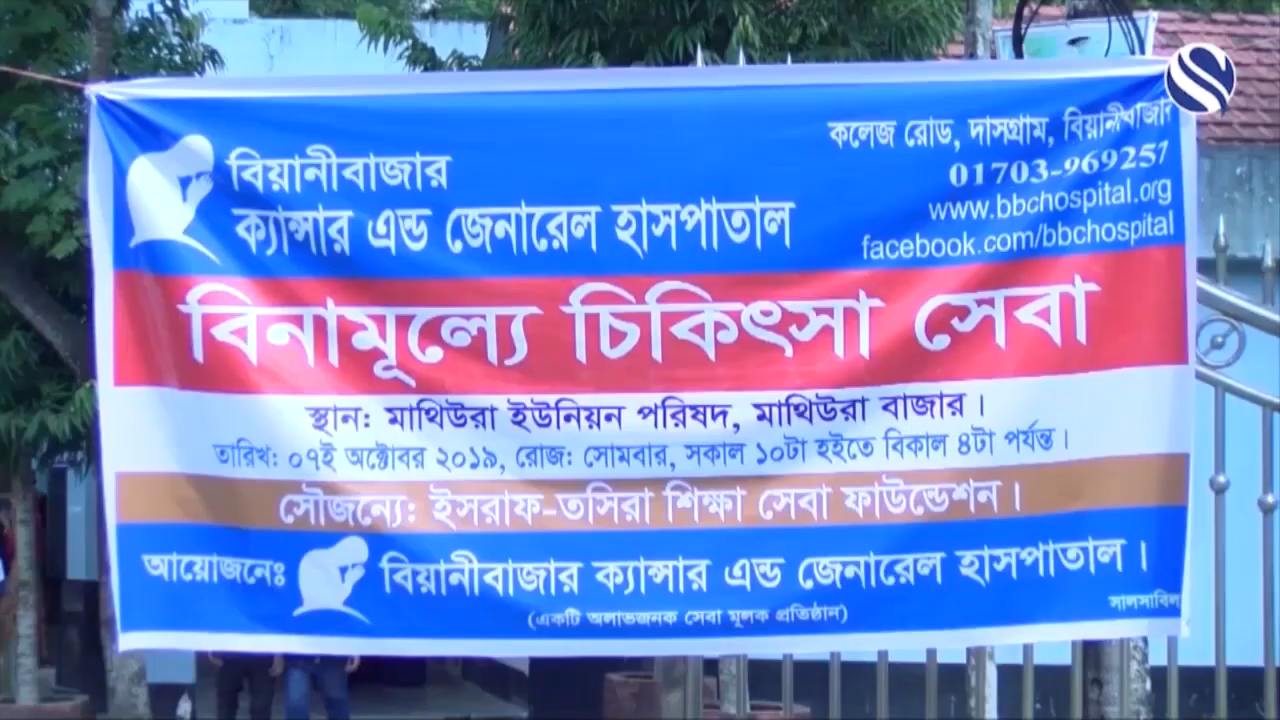 বিয়ানীবাজার
ক্যান্সার এন্ড জেনারেল হাসপাতাল
কলেজ রোড, দাসগ্রাম, বিয়ানীবাজার
01703-969257
www.bbchospital.org
facebook.com/bbchospital
বিনামূল্যে চিকিৎসা সেবা
স্থান: মাথিউরা ইউনিয়ন পরিষদ, মাথিউরা বাজার।
তারিখ: ০৭ই অক্টোবর ২০১৯, রোজ: সোমবার, সকাল ১০টা হইতে বিকাল ৪টা পর্যন্ত।
সৌজন্যে: ইসরাফ-তসিরা শিক্ষা সেবা ফাউন্ডেশন।
আয়োজনেঃ বিয়ানীবাজার ক্যান্সার এন্ড জেনারেল হাসপাতাল।
(একটি অলাভজনক সেবা মূলক প্রতিষ্ঠান)
সালসাবিল